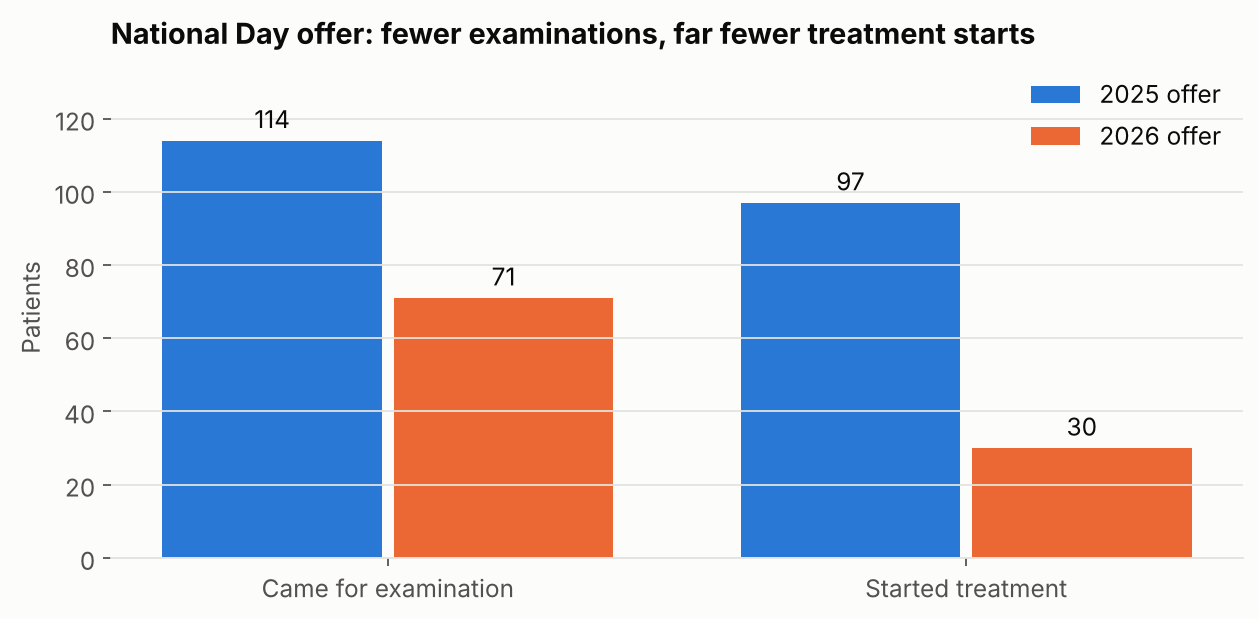 National Day offer: fewer examinations, far fewer treatment starts
2025 offer
2026 offer
Patients
120
100
80
60
40
20
0
114
71
97
30
Came for examination
Started treatment